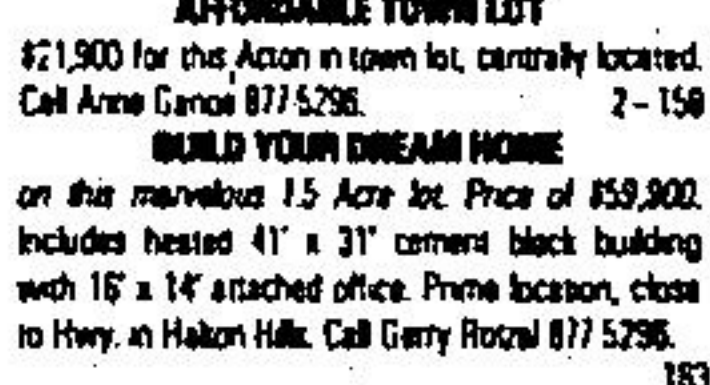 AFFORDABLE TOWN LOT
$21,900 for this Acton in town lot, centrally located.
Call Anne 877-5296. 2 - 150
BUILD YOUR DREAM HOME
on this marvelous 1.5 Acre lot. Price of $59,900.
Includes heated 41' x 31' cement block building
with 16' x 14' attached office. Prime location, close
to Hwy. in Halton Hills. Call Gerry 877 5296.
183